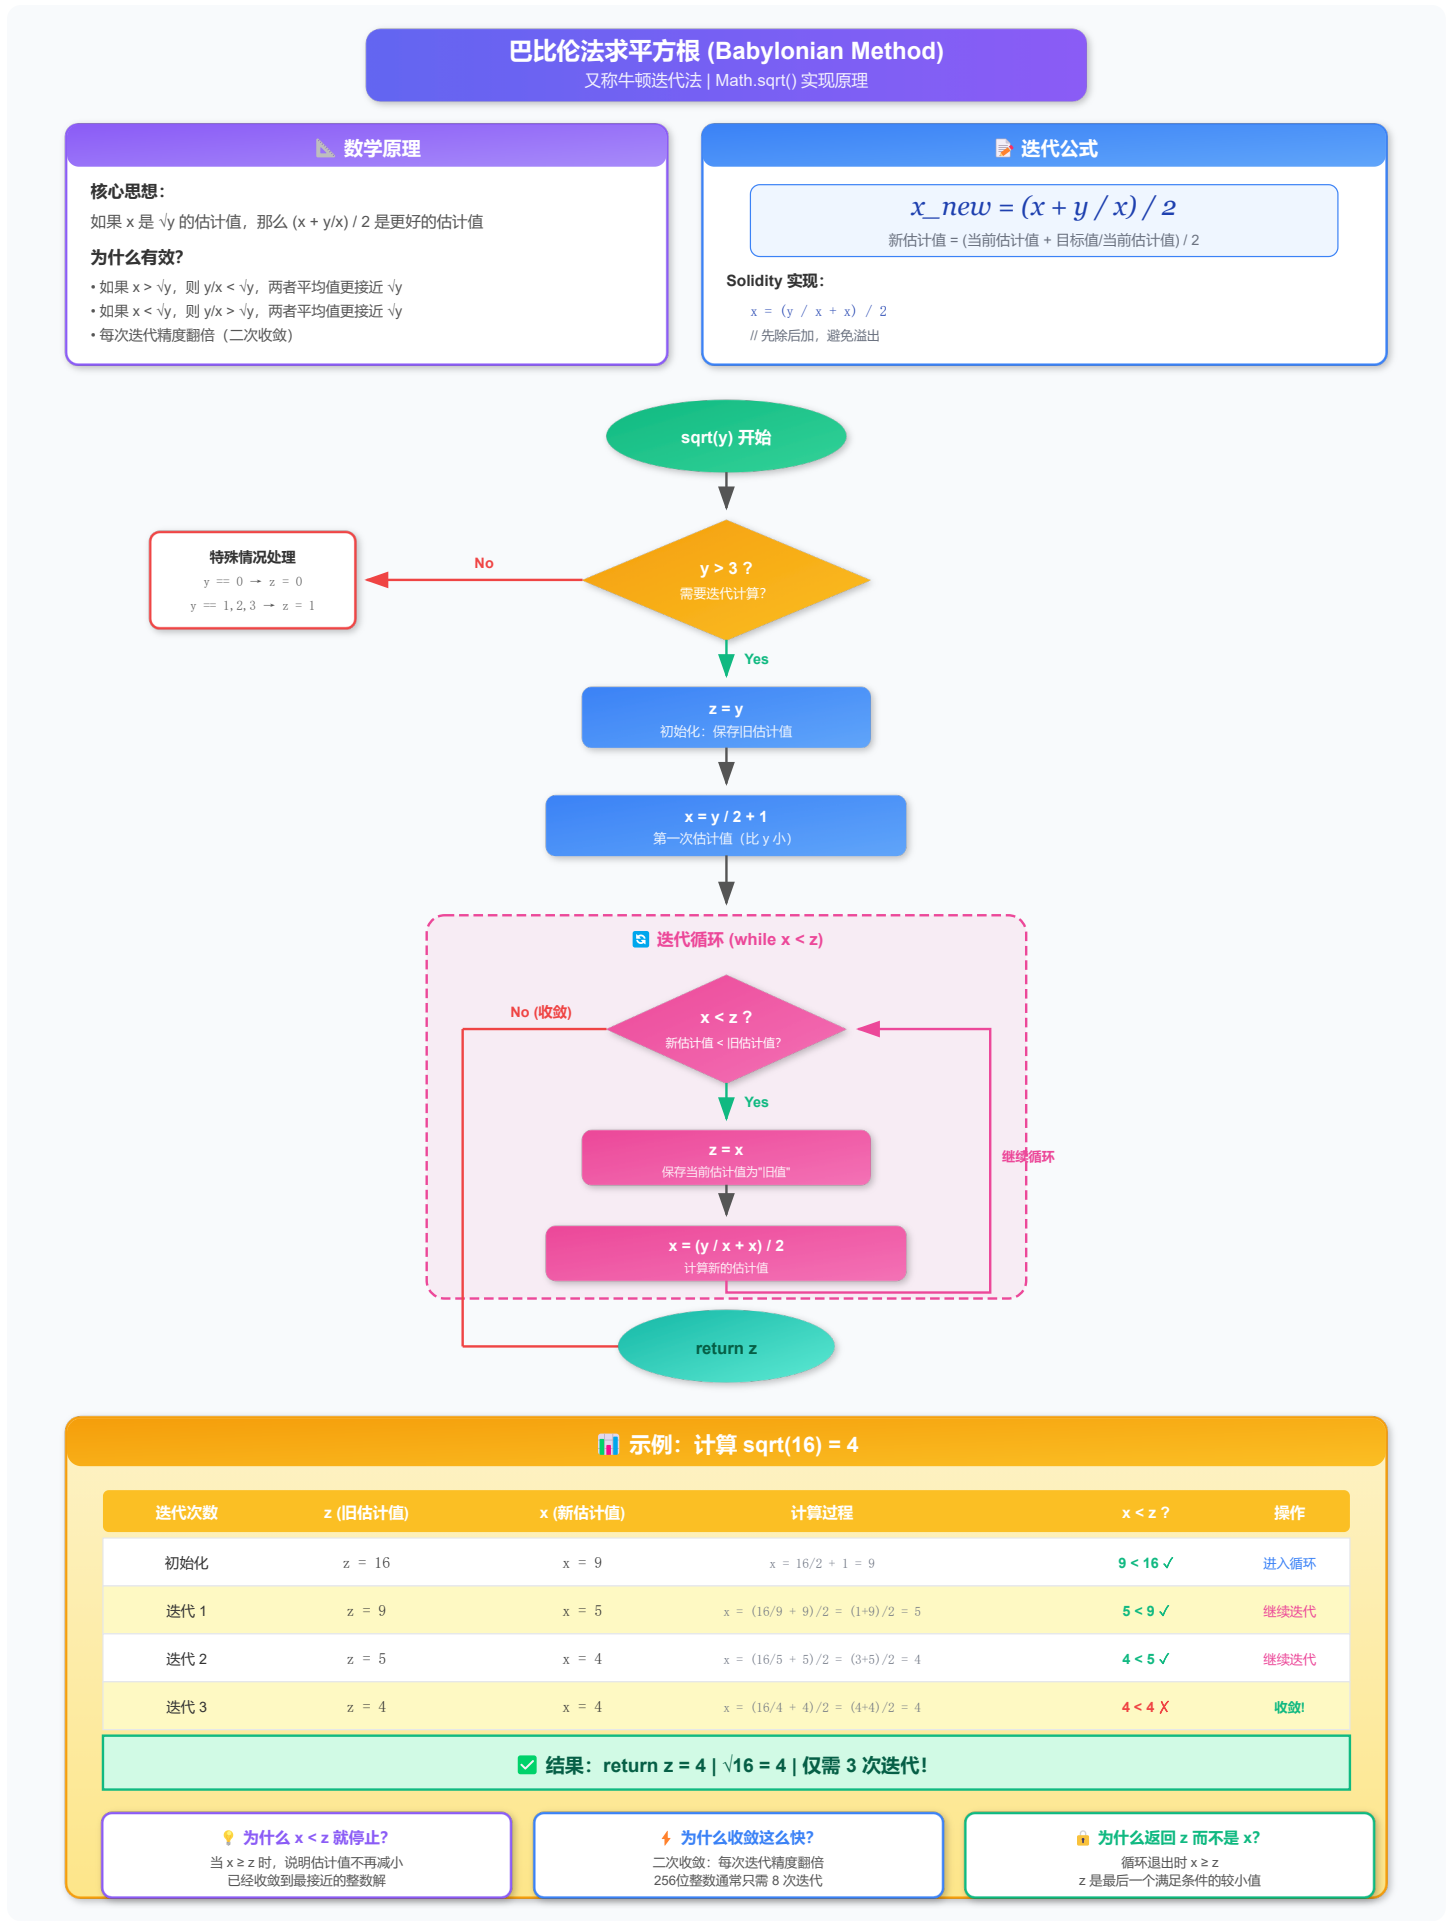 巴比伦法求平方根 (Babylonian Method)
又称牛顿迭代法 | Math.sqrt() 实现原理
📐 数学原理
核心思想：
如果 x 是 √y 的估计值，那么 (x + y/x) / 2 是更好的估计值
为什么有效？
• 如果 x > √y，则 y/x < √y，两者平均值更接近 √y
• 如果 x < √y，则 y/x > √y，两者平均值更接近 √y
• 每次迭代精度翻倍（二次收敛）
📝 迭代公式
x_new = (x + y / x) / 2
新估计值 = (当前估计值 + 目标值/当前估计值) / 2
Solidity 实现：
x = (y / x + x) / 2
// 先除后加，避免溢出
sqrt(y) 开始
y > 3 ?
需要迭代计算？
No
特殊情况处理
y == 0 → z = 0
y == 1,2,3 → z = 1
Yes
z = y
初始化：保存旧估计值
x = y / 2 + 1
第一次估计值（比 y 小）
🔄 迭代循环 (while x < z)
No (收敛)
x < z ?
新估计值 < 旧估计值？
Yes
z = x
保存当前估计值为"旧值"
继续循环
x = (y / x + x) / 2
计算新的估计值
return z
📊 示例：计算 sqrt(16) = 4
迭代次数 z (旧估计值) x (新估计值) 计算过程 x < z ? 操作
初始化 z = 16 x = 9 x = 16/2 + 1 = 9 9 < 16 ✓ 进入循环
迭代 1 z = 9 x = 5 x = (16/9 + 9)/2 = (1+9)/2 = 5 5 < 9 ✓ 继续迭代
迭代 2 z = 5 x = 4 x = (16/5 + 5)/2 = (3+5)/2 = 4 4 < 5 ✓ 继续迭代
迭代 3 z = 4 x = 4 x = (16/4 + 4)/2 = (4+4)/2 = 4 4 < 4 ✗ 收敛!
✅ 结果：return z = 4 | √16 = 4 | 仅需 3 次迭代！
💡 为什么 x < z 就停止？
当 x ≥ z 时，说明估计值不再减小
已经收敛到最接近的整数解
⚡ 为什么收敛这么快？
二次收敛：每次迭代精度翻倍
256位整数通常只需 8 次迭代
🔒 为什么返回 z 而不是 x？
循环退出时 x ≥ z
z 是最后一个满足条件的较小值